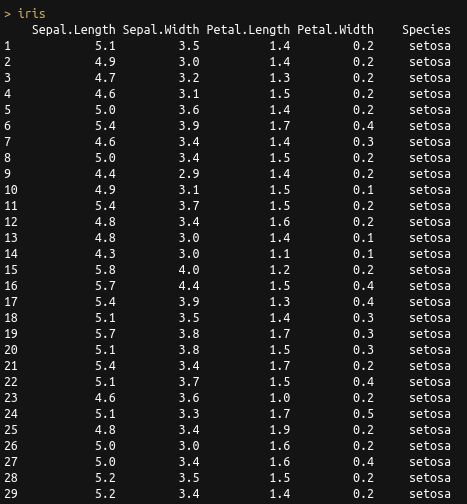 > iris
Sepal.Length Sepal.Width Petal.Length Petal.Width Species
1 5.1 3.5 1.4 0.2 setosa
2 4.9 3.0 1.4 0.2 setosa
3 4.7 3.2 1.3 0.2 setosa
4 4.6 3.1 1.5 0.2 setosa
5 5.0 3.6 1.4 0.2 setosa
6 5.4 3.9 1.7 0.4 setosa
7 4.6 3.4 1.4 0.3 setosa
8 5.0 3.4 1.5 0.2 setosa
9 4.4 2.9 1.4 0.2 setosa
10 4.9 3.1 1.5 0.1 setosa
11 5.4 3.7 1.5 0.2 setosa
12 4.8 3.4 1.6 0.2 setosa
13 4.8 3.0 1.4 0.1 setosa
14 4.3 3.0 1.1 0.1 setosa
15 5.8 4.0 1.2 0.2 setosa
16 5.7 4.4 1.5 0.4 setosa
17 5.4 3.9 1.3 0.4 setosa
18 5.1 3.5 1.4 0.3 setosa
19 5.7 3.8 1.7 0.3 setosa
20 5.1 3.8 1.5 0.3 setosa
21 5.4 3.4 1.7 0.2 setosa
22 5.1 3.7 1.5 0.4 setosa
23 4.6 3.6 1.0 0.2 setosa
24 5.1 3.3 1.7 0.5 setosa
25 4.8 3.4 1.9 0.2 setosa
26 5.0 3.0 1.6 0.2 setosa
27 5.0 3.4 1.6 0.4 setosa
28 5.2 3.5 1.5 0.2 setosa
29 5.2 3.4 1.4 0.2 setosa